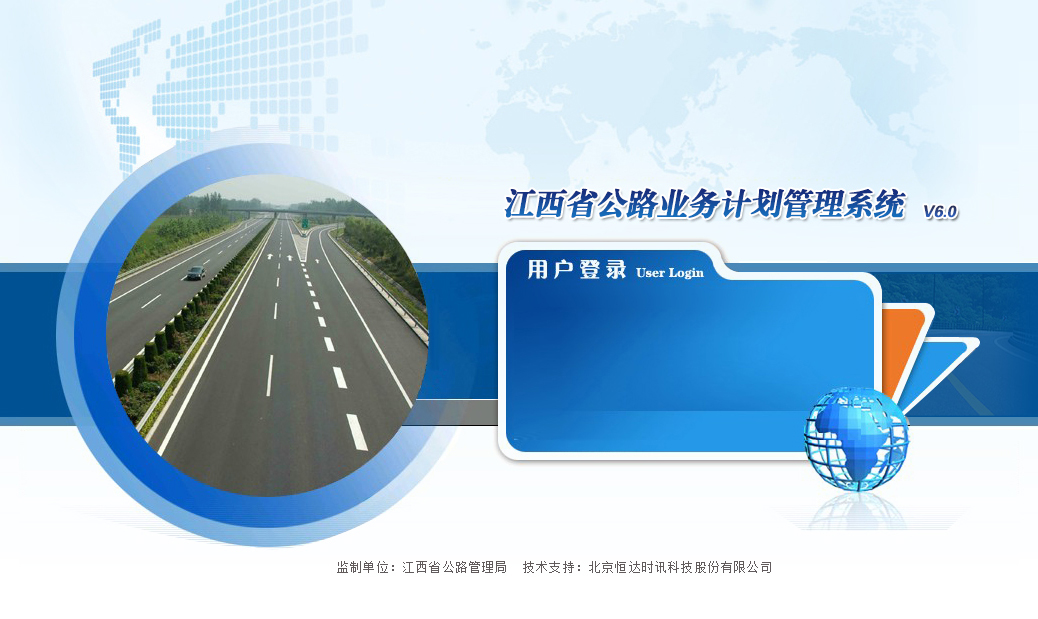 江西省公路业务计划管理系统 V6.0
用户登录 User Login
监制单位：江西省公路管理局 技术支持：北京恒达时讯科技股份有限公司